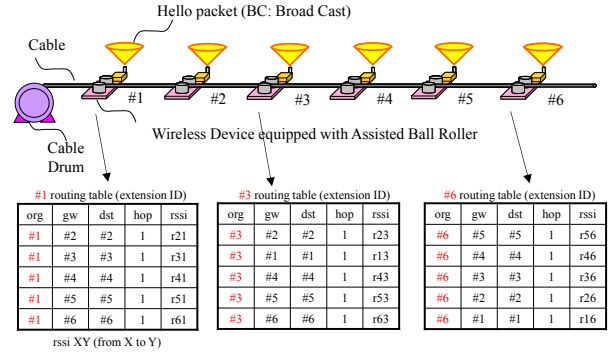 Hello packet (BC: Broad Cast)
Cable
#1 #2 #3 #4 #5 #6
Wireless Device equipped with Assisted Ball Roller
Cable
Drum
#1 routing table (extension ID)
org gw dst hop rssi
#1 #2 #2 1 r21
#1 #3 #3 1 r31
#1 #4 #4 1 r41
#1 #5 #5 1 r51
#1 #6 #6 1 r61
rssi XY (from X to Y)
#3 routing table (extension ID)
org gw dst hop rssi
#3 #2 #2 1 r23
#3 #1 #1 1 r13
#3 #4 #4 1 r43
#3 #5 #5 1 r53
#3 #6 #6 1 r63
#6 routing table (extension ID)
org gw dst hop rssi
#6 #5 #5 1 r56
#6 #4 #4 1 r46
#6 #3 #3 1 r36
#6 #2 #2 1 r26
#6 #1 #1 1 r16